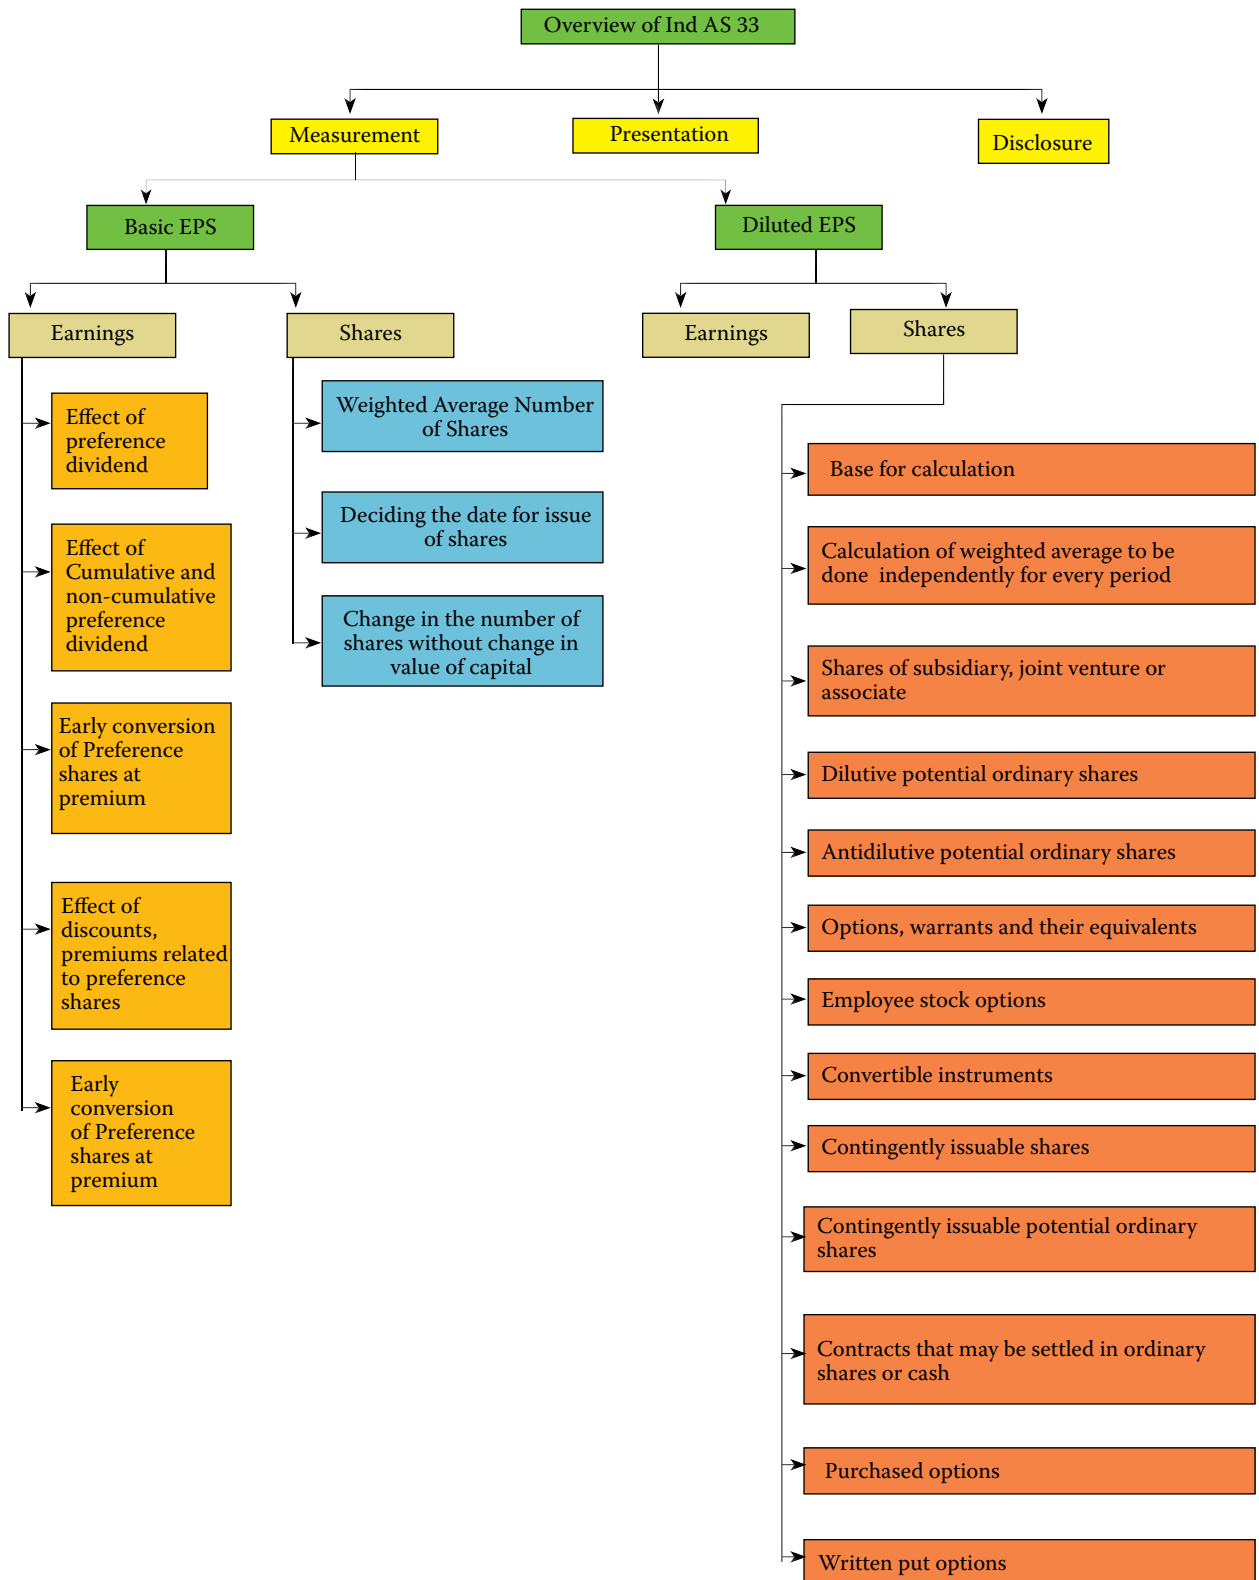 Overview of Ind AS 33
Measurement
Presentation
Disclosure
Basic EPS
Diluted EPS
Earnings
Shares
Earnings
Shares
Effect of
preference
dividend
Effect of
Cumulative and
non-cumulative
preference
dividend
Early conversion
of Preference
shares at
premium
Effect of
discounts,
premiums related
to preference
shares
Early
conversion
of Preference
shares at
premium
Weighted Average Number
of Shares
Deciding the date for issue
of shares
Change in the number of
shares without change in
value of capital
Base for calculation
Calculation of weighted average to be
done independently for every period
Shares of subsidiary, joint venture or
associate
Dilutive potential ordinary shares
Antidilutive potential ordinary shares
Options, warrants and their equivalents
Employee stock options
Convertible instruments
Contingently issuable shares
Contingently issuable potential ordinary
shares
Contracts that may be settled in ordinary
shares or cash
Purchased options
Written put options